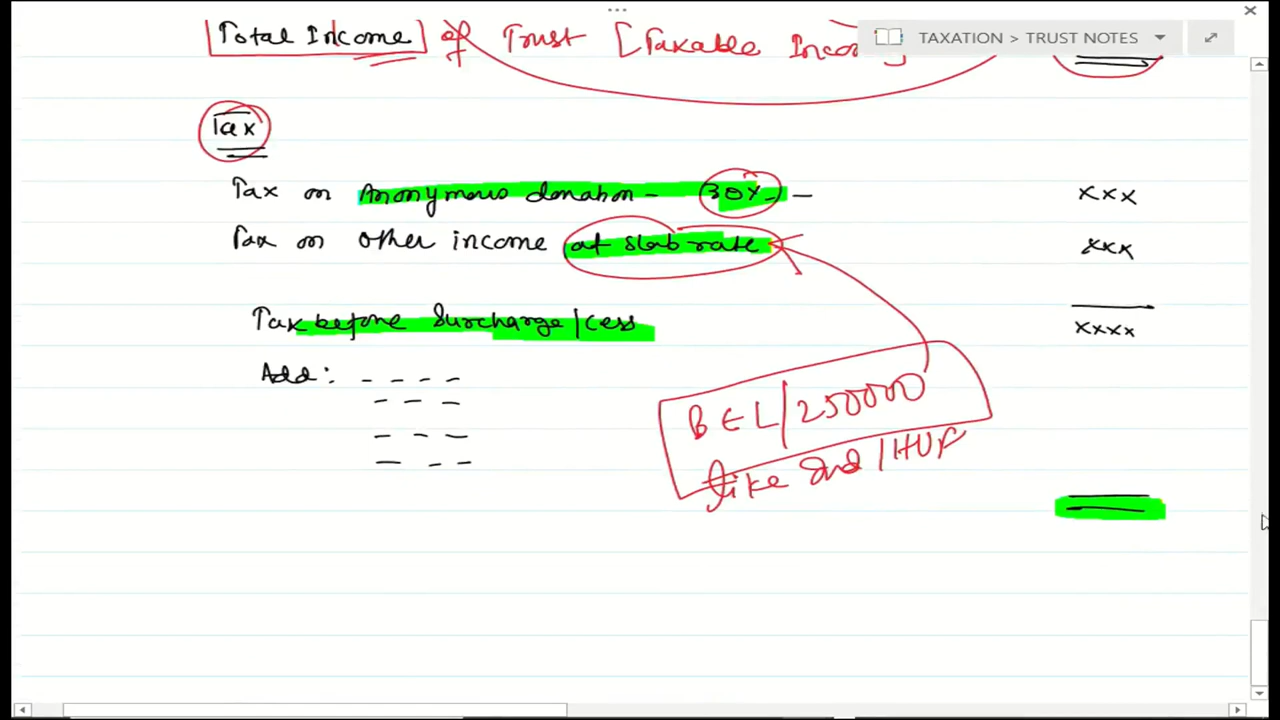 TAXATION > TRUST NOTES
Total Income of Trust [Taxable Incom
Tax
Tax on Anonymous donation - 30% - xxx
Tax on other income at slab rate xxx
Tax before Surcharge/cess xxxx
Add:
BEL/250000
like Ind/HUF